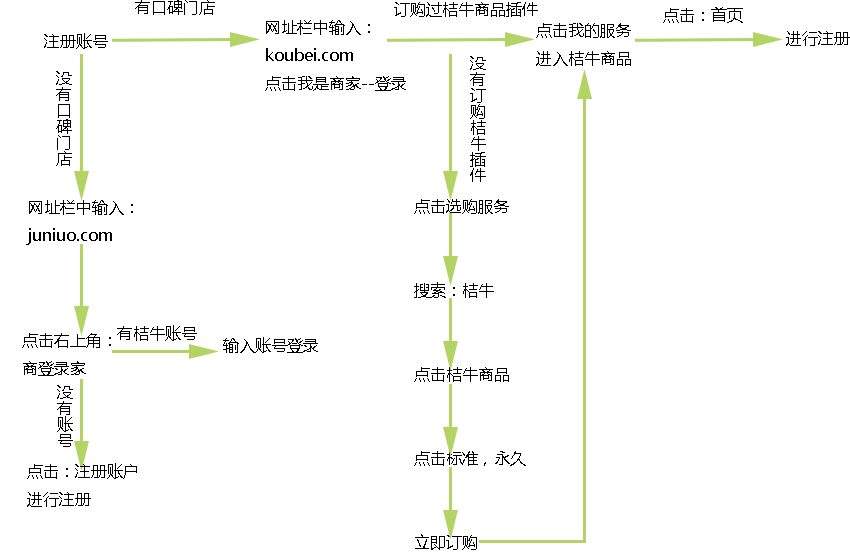 有口碑门店
注册账号
网址栏中输入：
koubei.com
点击我是商家--登录
订购过桔牛商品插件
点击我的服务
进入桔牛商品
点击：首页
进行注册
没有口碑门店
没有订购桔牛插件
网址栏中输入：
juniuo.com
点击选购服务
搜索：桔牛
点击右上角：
商登录家
有桔牛账号
输入账号登录
点击桔牛商品
没有账号
点击标准，永久
点击：注册账户
进行注册
立即订购